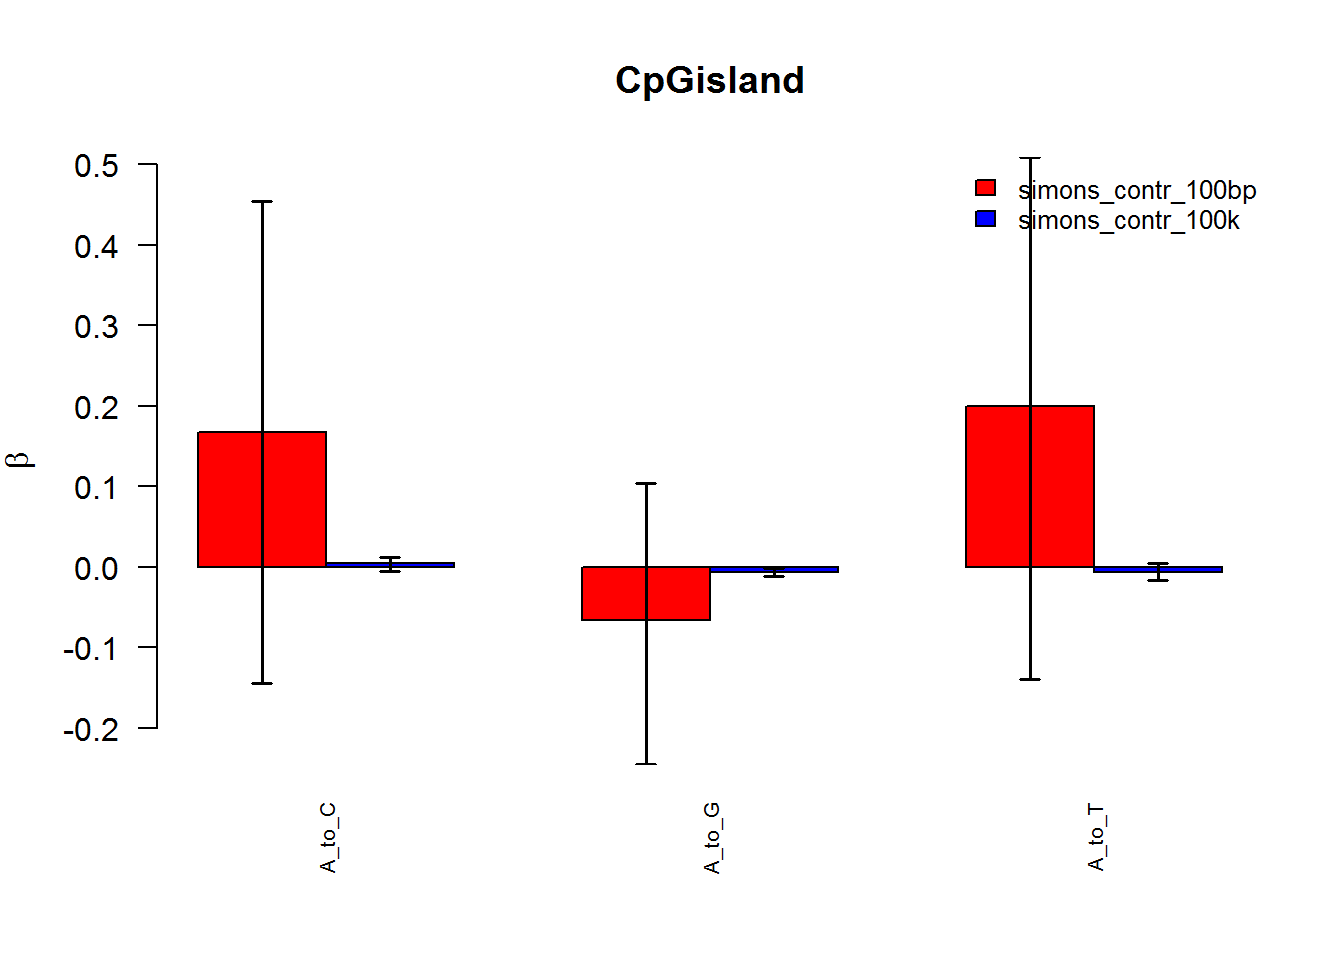 CpGisland
0.5
0.4
0.3
0.2
0.1
0.0
-0.1
-0.2
β
simons_contr_100bp
simons_contr_100k
A_to_C
A_to_G
A_to_T